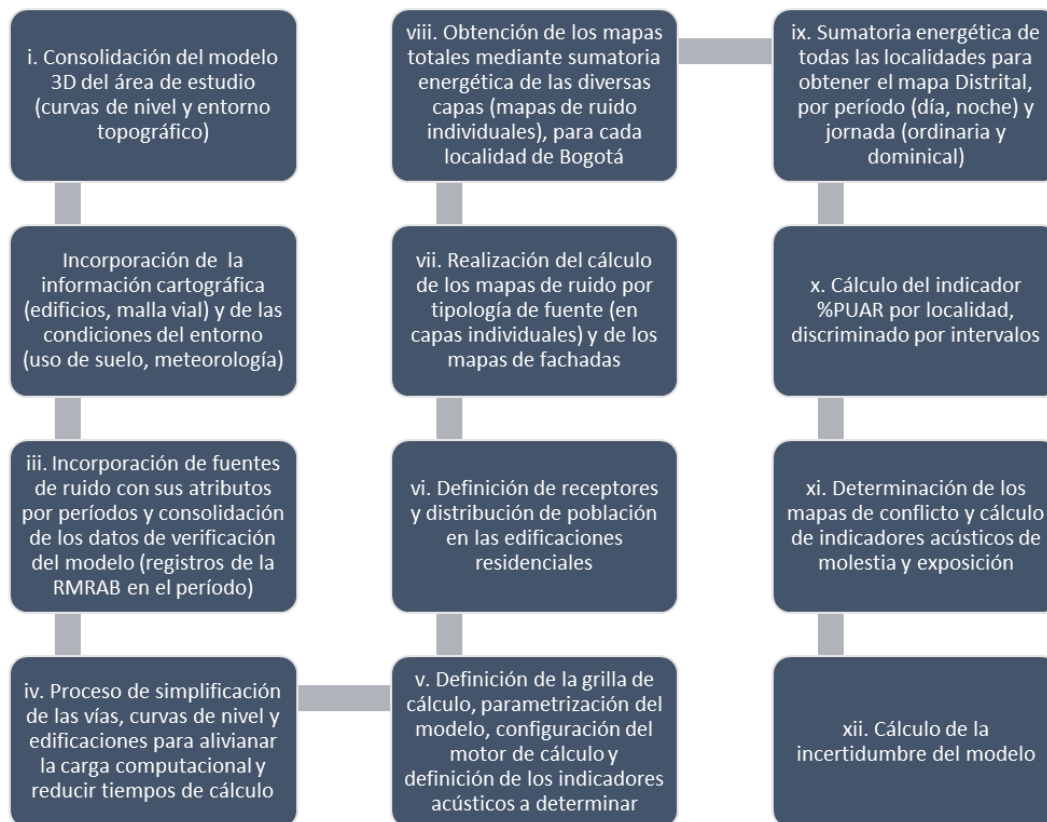 i. Consolidación del modelo
3D del área de estudio
(curvas de nivel y entorno
topográfico)
Incorporación de la
información cartográfica
(edificios, malla vial) y de las
condiciones del entorno
(uso de suelo, meteorología)
iii. Incorporación de fuentes
de ruido con sus atributos
por períodos y consolidación
de los datos de verificación
del modelo (registros de la
RMRAB en el período)
iv. Proceso de simplificación
de las vías, curvas de nivel y
edificaciones para alivianar
la carga computacional y
reducir tiempos de cálculo
v. Definición de la grilla de
cálculo, parametrización del
modelo, configuración del
motor de cálculo y
definición de los indicadores
acústicos a determinar
vi. Definición de receptores
y distribución de población
en las edificaciones
residenciales
vii. Realización del cálculo
de los mapas de ruido por
tipología de fuente (en
capas individuales) y de los
mapas de fachadas
viii. Obtención de los mapas
totales mediante sumatoria
energética de las diversas
capas (mapas de ruido
individuales), para cada
localidad de Bogotá
ix. Sumatoria energética de
todas las localidades para
obtener el mapa Distrital,
por período (día, noche) y
jornada (ordinaria y
dominical)
x. Cálculo del indicador
%PUAR por localidad,
discriminado por intervalos
xi. Determinación de los
mapas de conflicto y cálculo
de indicadores acústicos de
molestia y exposición
xii. Cálculo de la
incertidumbre del modelo